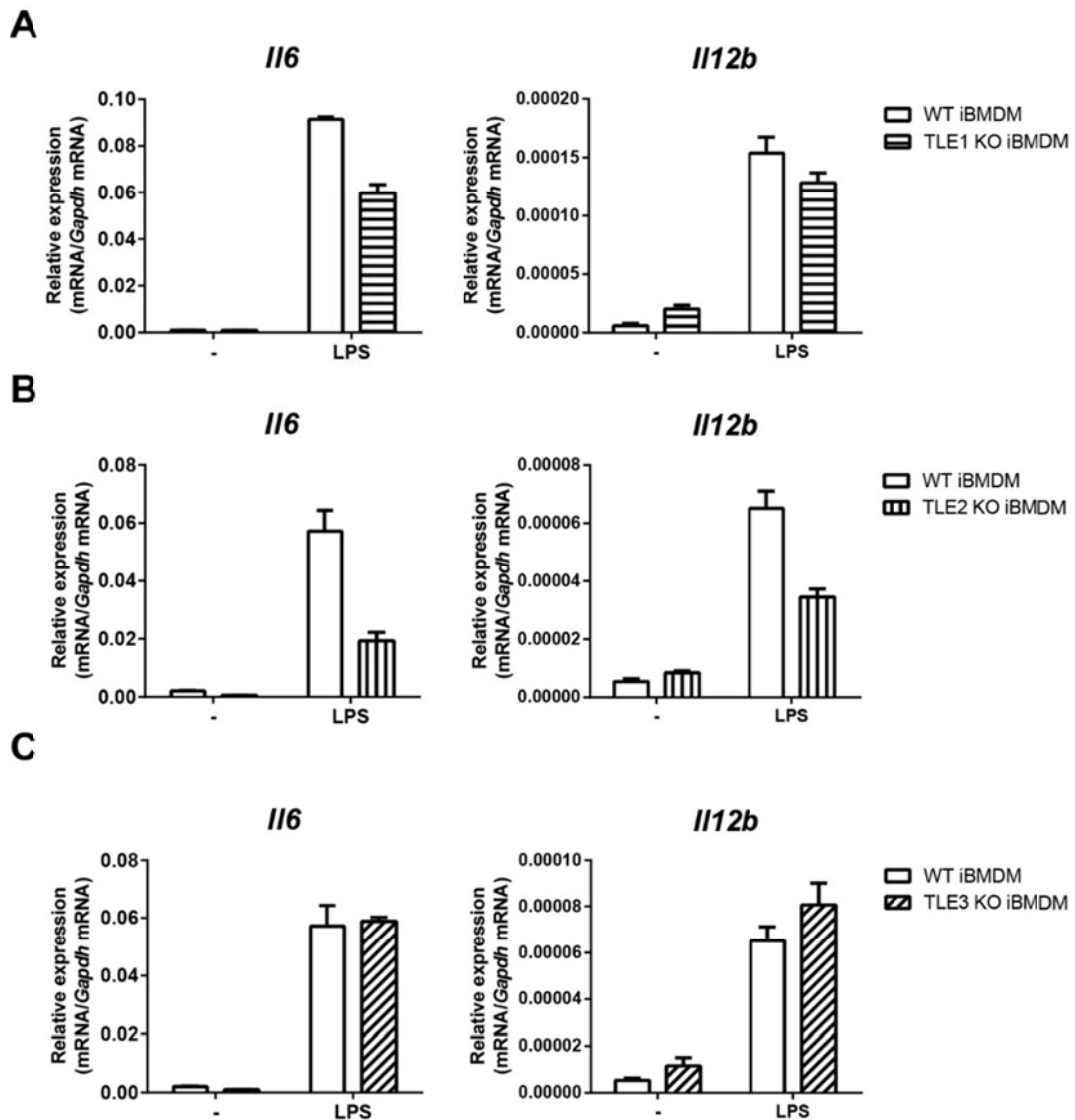 A
Il6
Il12b
Relative expression
(mRNA/Gapdh mRNA)
0.10
0.08
0.06
0.04
0.02
0.00
-
LPS
Relative expression
(mRNA/Gapdh mRNA)
0.00020
0.00015
0.00010
0.00005
0.00000
-
LPS
WT iBMDM
TLE1 KO iBMDM
B
Il6
Il12b
Relative expression
(mRNA/Gapdh mRNA)
0.08
0.06
0.04
0.02
0.00
-
LPS
Relative expression
(mRNA/Gapdh mRNA)
0.00008
0.00006
0.00004
0.00002
0.00000
-
LPS
WT iBMDM
TLE2 KO iBMDM
C
Il6
Il12b
Relative expression
(mRNA/Gapdh mRNA)
0.08
0.06
0.04
0.02
0.00
-
LPS
Relative expression
(mRNA/Gapdh mRNA)
0.00010
0.00008
0.00006
0.00004
0.00002
0.00000
-
LPS
WT iBMDM
TLE3 KO iBMDM